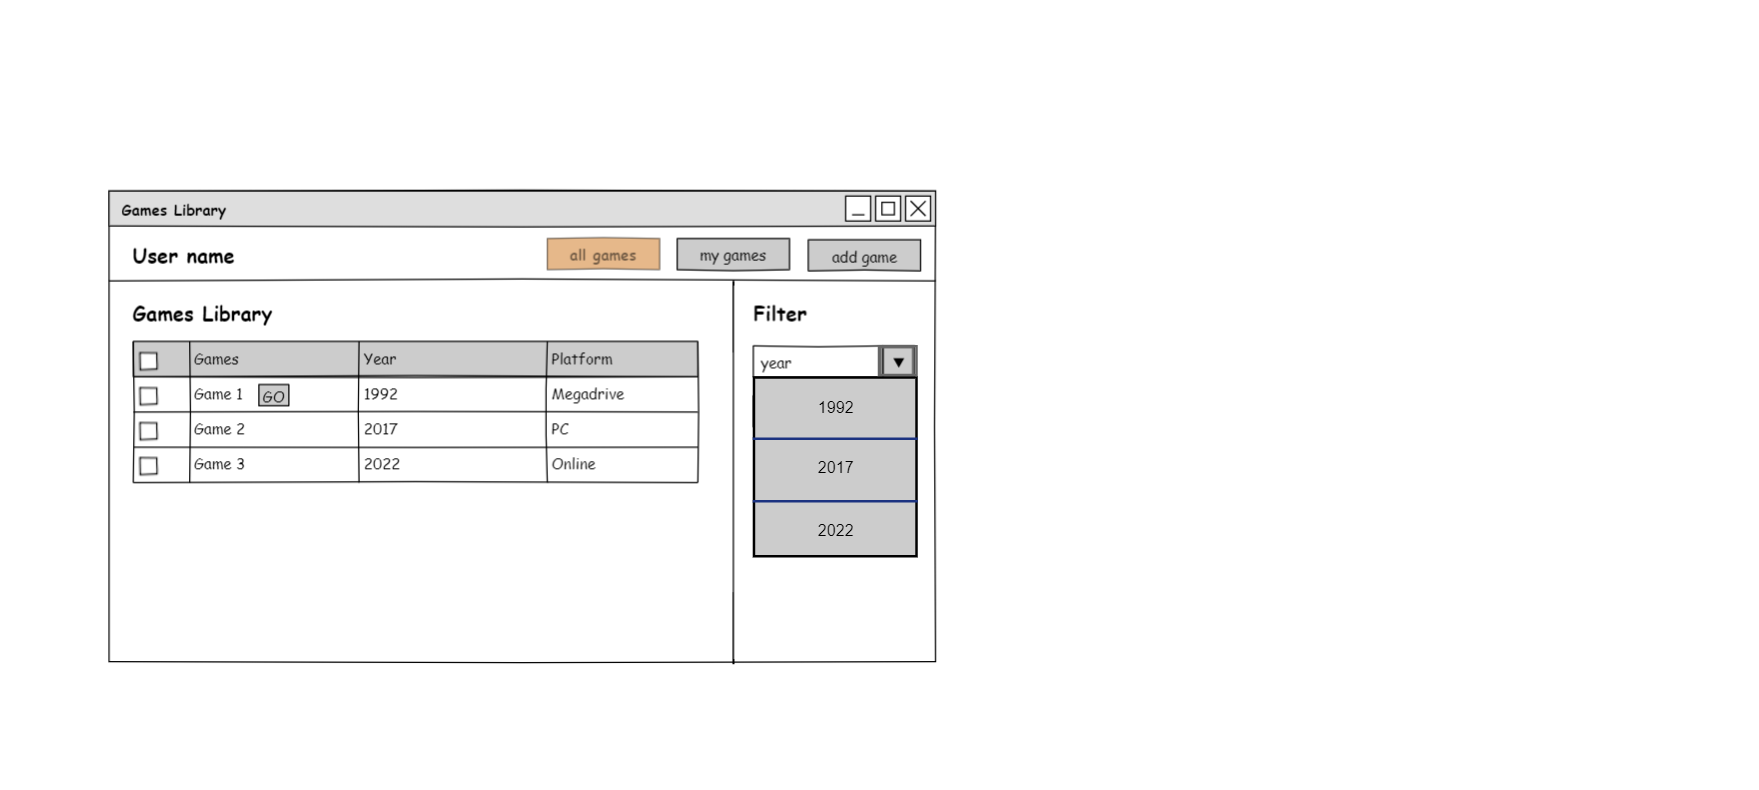 Games Library
User name
all games
my games
add game
Games Library
Games Year Platform
Game 1 GO 1992 Megadrive
Game 2 2017 PC
Game 3 2022 Online
Filter
year
1992
2017
2022